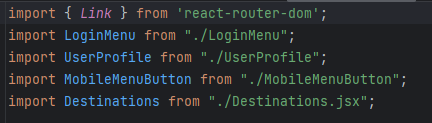 import { Link } from 'react-router-dom';
import LoginMenu from "./LoginMenu";
import UserProfile from "./UserProfile";
import MobileMenuButton from "./MobileMenuButton";
import Destinations from "./Destinations.jsx";